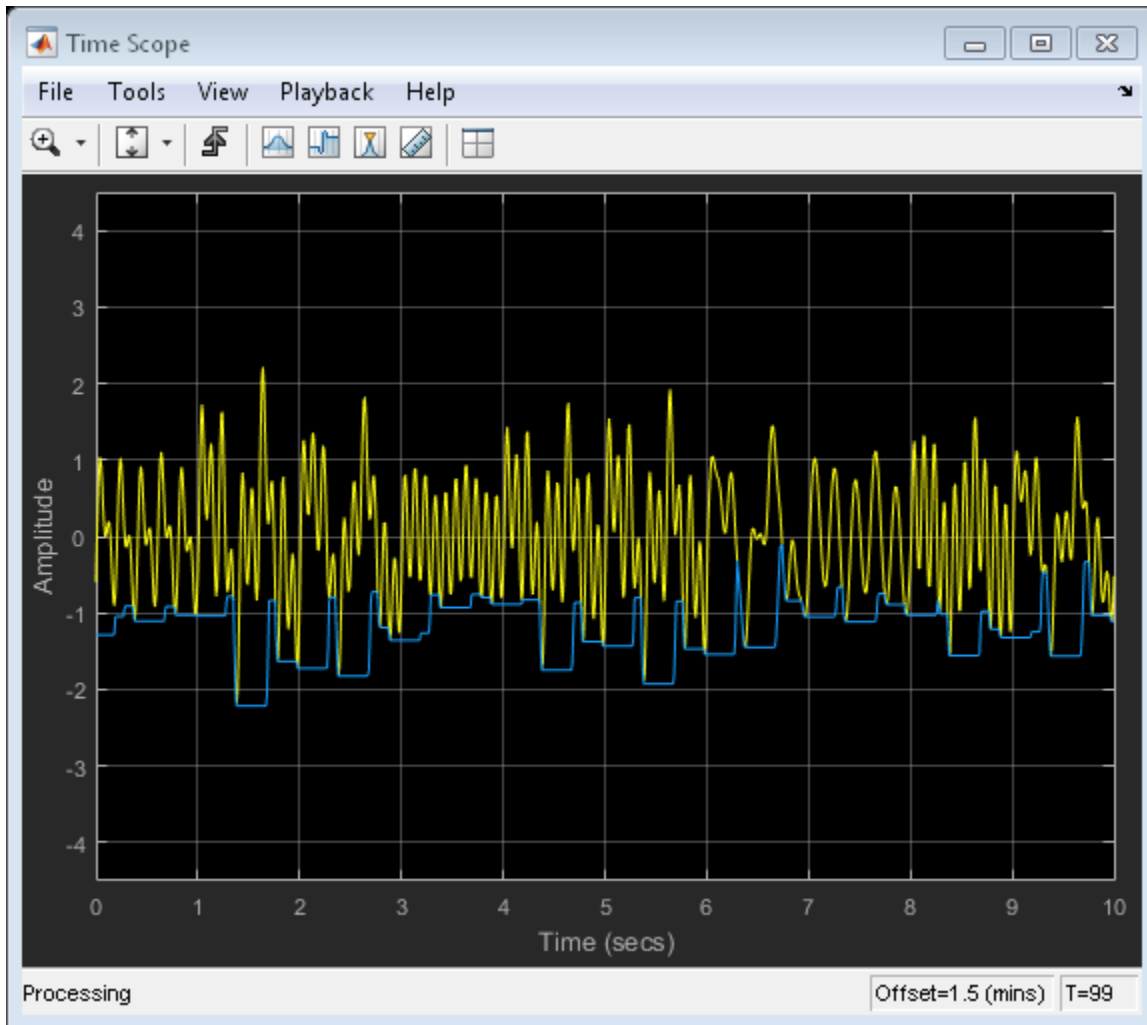 Time Scope
File Tools View Playback Help
4
3
2
1
0
-1
-2
-3
-4
Amplitude
0 1 2 3 4 5 6 7 8 9 10
Time (secs)
Processing Offset=1.5 (mins) T=99